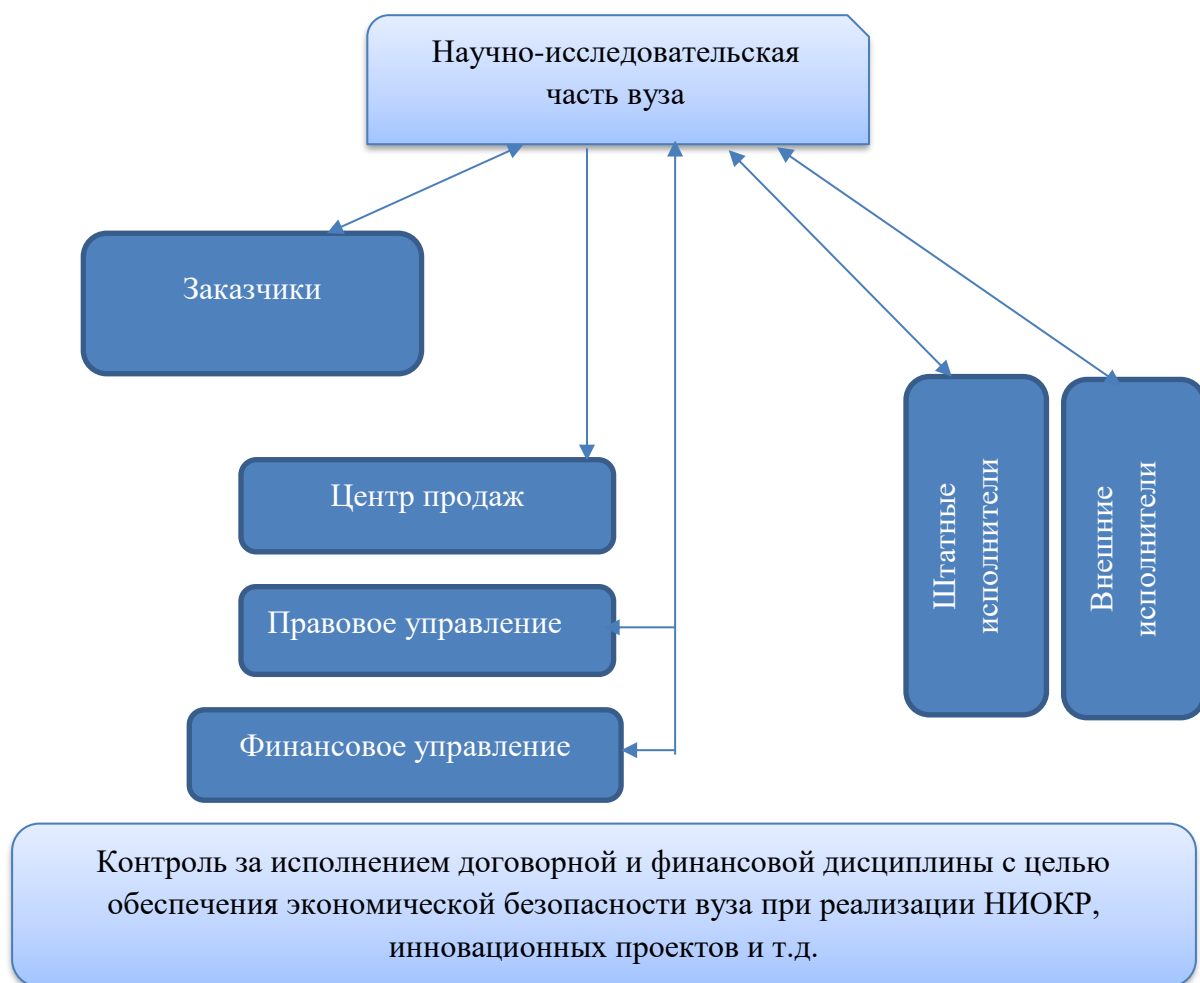 Научно-исследовательская
часть вуза
Заказчики
Центр продаж
Правовое управление
Финансовое управление
Штатные
исполнители
Внешние
исполнители
Контроль за исполнением договорной и финансовой дисциплины с целью
обеспечения экономической безопасности вуза при реализации НИОКР,
инновационных проектов и т.д.